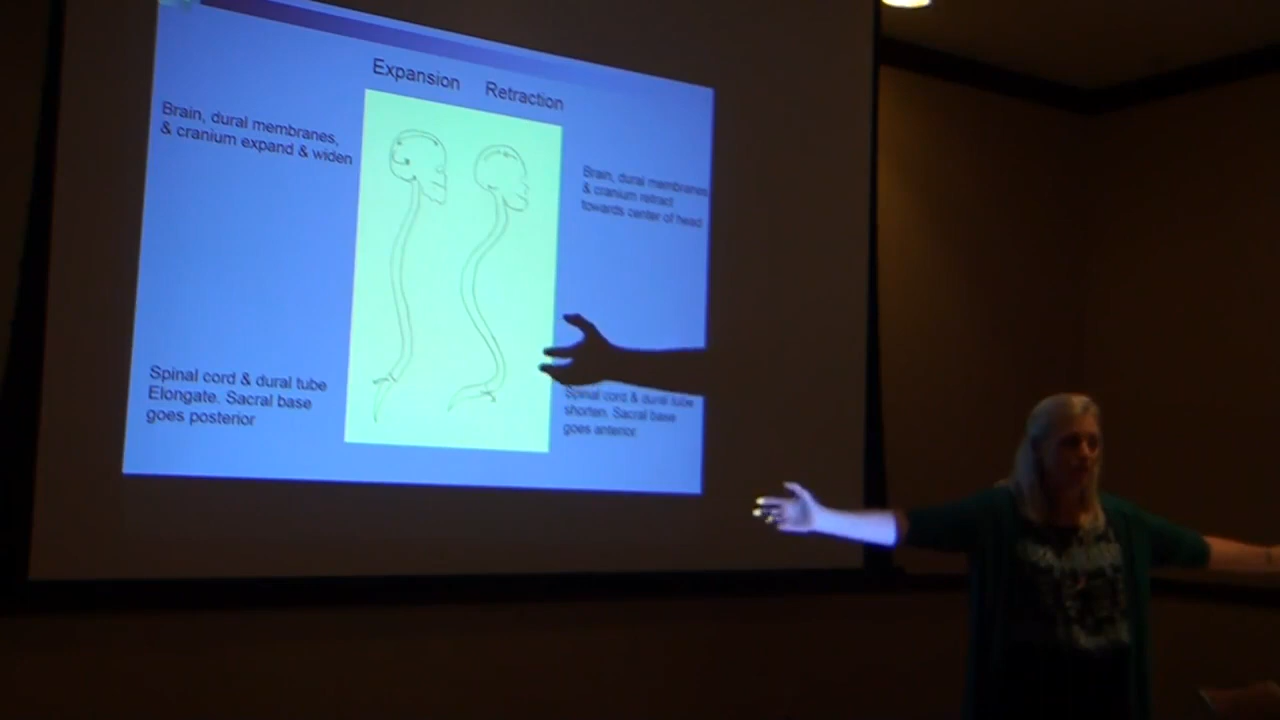 Expansion Retraction
Brain, dural membranes,
& cranium expand & widen
Brain, dural membranes
& cranium retract
towards center of head
Spinal cord & dural tube
Elongate. Sacral base
goes posterior
Spinal cord & dural tube
shorten. Sacral base
goes anterior